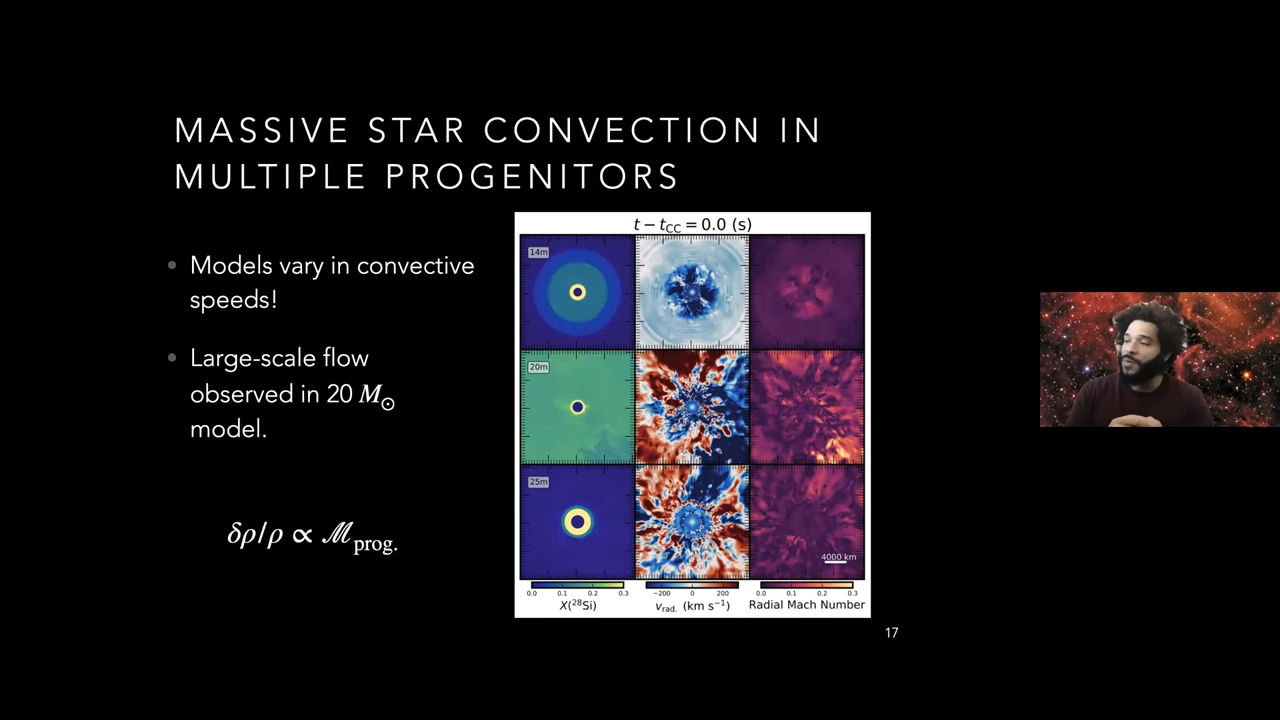 MASSIVE STAR CONVECTION IN
MULTIPLE PROGENITORS
• Models vary in convective
speeds!
• Large-scale flow
observed in 20 M⊙
model.
δρ/ρ ∝ ℳprog.
t − tCC = 0.0 (s)
14m
20m
25m
4000 km
0.0 0.1 0.2 0.3
−200 0 200
0.0 0.1 0.2 0.3
X(²⁸Si)
vrad. (km s⁻¹)
Radial Mach Number
17